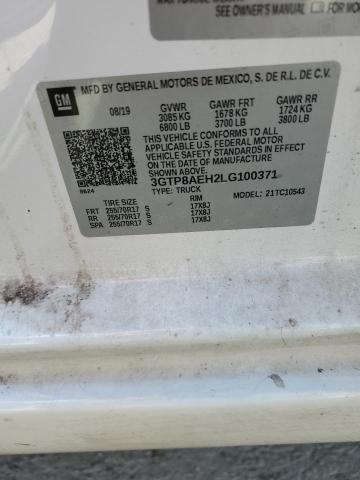 SEE OWNER'S MANUAL
GM
MFD BY GENERAL MOTORS DE MEXICO, S. DE R.L. DE C.V.
08/19 GVWR GAWR FRT GAWR RR
3085 KG 1678 KG 1724 KG
6800 LB 3700 LB 3800 LB
THIS VEHICLE CONFORMS TO ALL
APPLICABLE U.S. FEDERAL MOTOR
VEHICLE SAFETY STANDARDS IN EFFECT ON
THE DATE OF MANUFACTURE SHOWN ABOVE.
3GTP8AEH2LG100371
0624 TYPE: TRUCK MODEL: 21TC10543
TIRE SIZE RIM
FRT 255/70R17 S 17X8J
RR 255/70R17 S 17X8J
SPA 255/70R17 S 17X8J